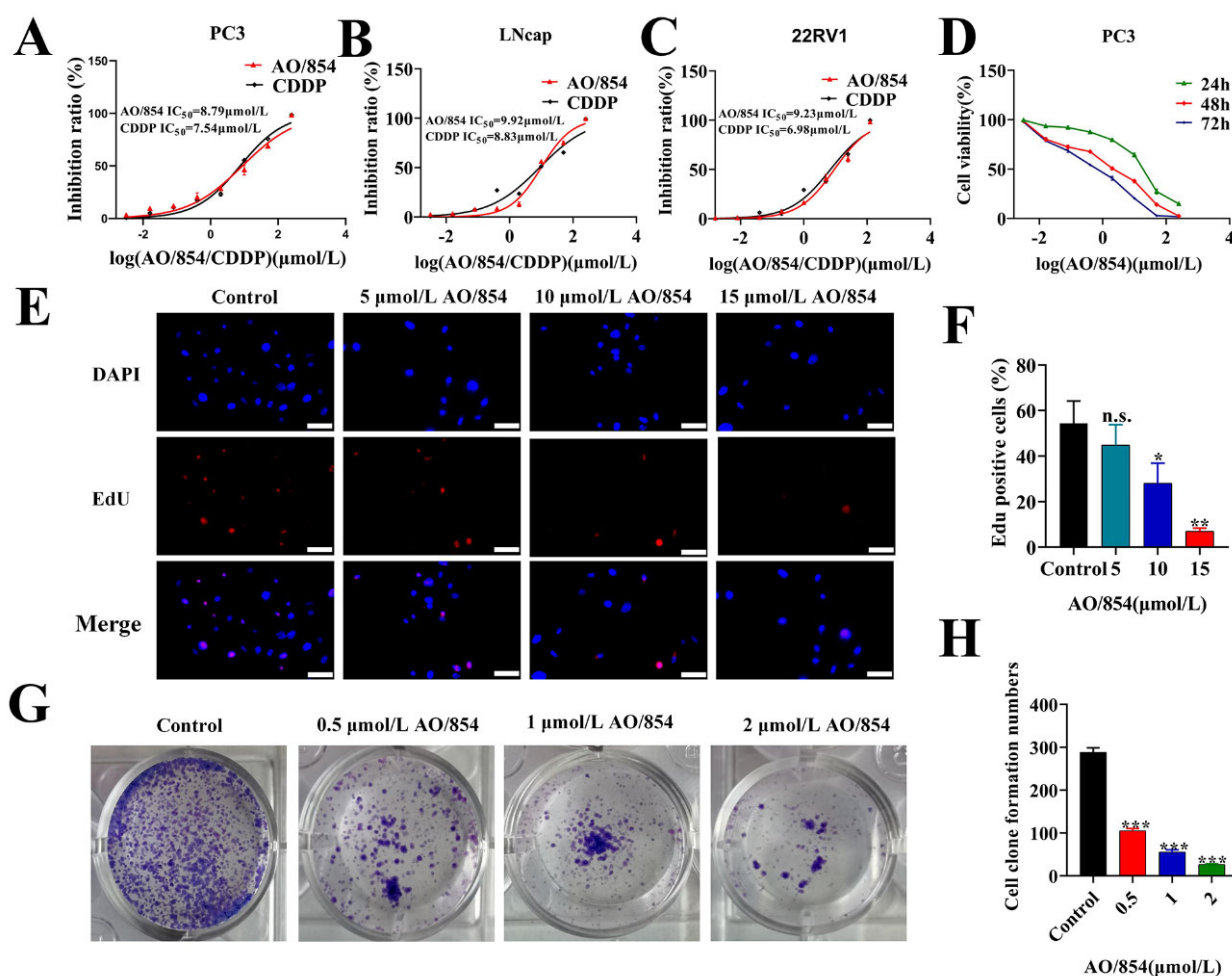 A
PC3
150
100
50
0
-2
0
2
4
Inhibition ratio (%)
AO/854
CDDP
AO/854 IC₅₀=8.79μmol/L
CDDP IC₅₀=7.54μmol/L
log(AO/854/CDDP)(μmol/L)
B
LNcap
150
100
50
0
-2
0
2
4
Inhibition ratio (%)
AO/854
CDDP
AO/854 IC₅₀=9.92μmol/L
CDDP IC₅₀=8.83μmol/L
log(AO/854/CDDP)(μmol/L)
C
22RV1
150
100
50
0
-2
0
2
4
Inhibition ratio(%)
AO/854
CDDP
AO/854 IC₅₀=9.23μmol/L
CDDP IC₅₀=6.98μmol/L
log(AO/854/CDDP)(μmol/L)
D
PC3
150
100
50
0
-2
0
2
4
Cell viability(%)
24h
48h
72h
log(AO/854)(μmol/L)
E
Control
5 μmol/L AO/854
10 μmol/L AO/854
15 μmol/L AO/854
DAPI
EdU
Merge
F
80
60
40
20
0
Edu positive cells (%)
n.s.
*
**
Control
5
10
15
AO/854(μmol/L)
G
Control
0.5 μmol/L AO/854
1 μmol/L AO/854
2 μmol/L AO/854
H
400
300
200
100
0
Cell clone formation numbers
***
***
***
Control
0.5
1
2
AO/854(μmol/L)